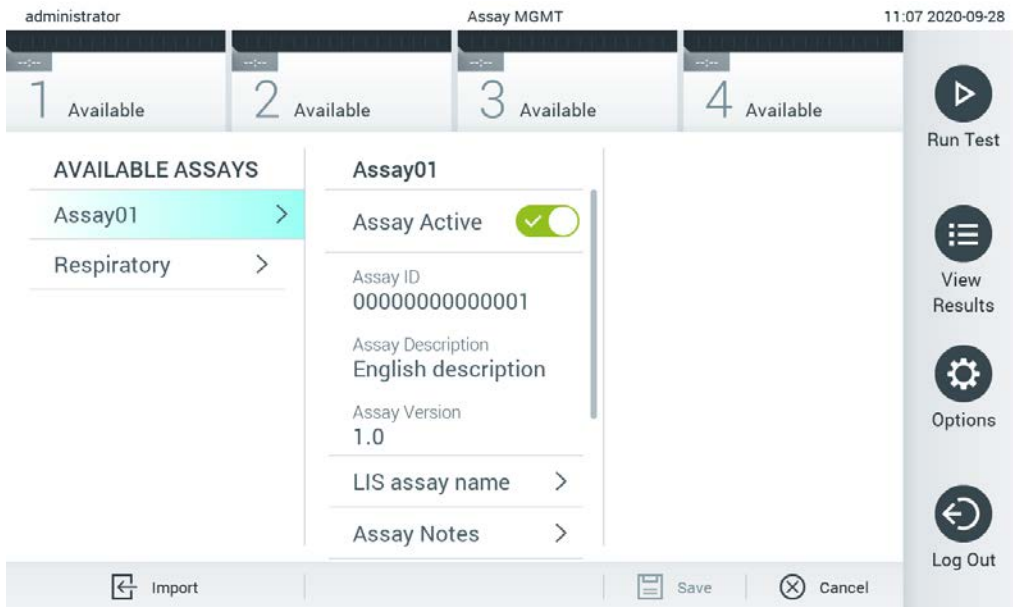 administrator Assay MGMT 11:07 2020-09-28
--:-- --:-- --:-- --:--
1 Available 2 Available 3 Available 4 Available
Run Test
AVAILABLE ASSAYS
Assay01
Respiratory
Assay01
Assay Active
Assay ID
00000000000001
Assay Description
English description
Assay Version
1.0
LIS assay name
Assay Notes
View
Results
Options
Log Out
Import Save Cancel